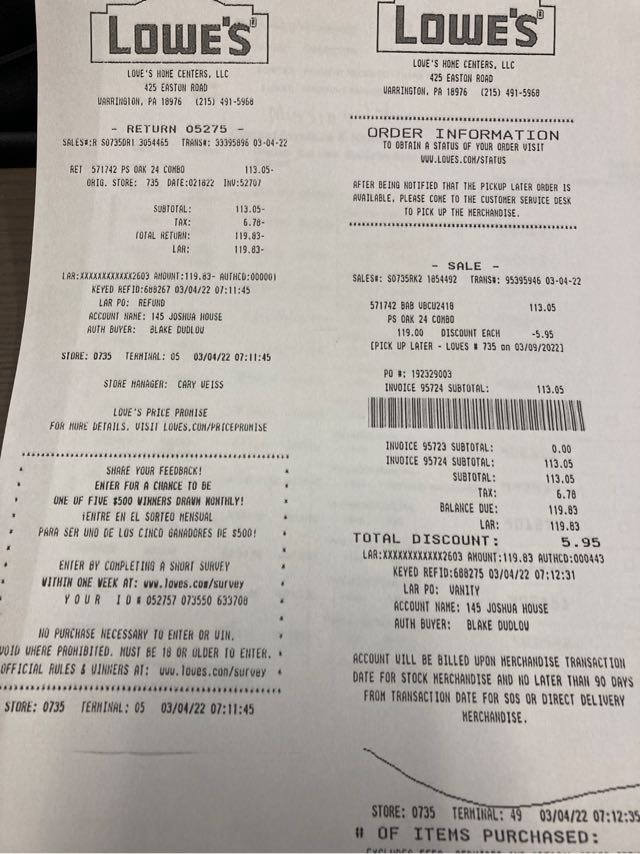 LOWE'S
LOWE'S HOME CENTERS, LLC
425 EASTON ROAD
WARRINGTON, PA 18976 (215) 491-5968
- RETURN 05275 -
SALES#:R S0735DR1 3054465 TRANS#: 33395896 03-04-22
RET 571742 PS OAK 24 COMBO 113.05-
ORIG. STORE: 735 DATE:021822 INV:52707
SUBTOTAL: 113.05-
TAX: 6.78-
TOTAL RETURN: 119.83-
LAR: 119.83-
LAR:XXXXXXXXXXXX2603 AMOUNT:119.83- AUTHCD:000001
KEYED REFID:688267 03/04/22 07:11:45
LAR PO: REFUND
ACCOUNT NAME: 145 JOSHUA HOUSE
AUTH BUYER: BLAKE DUDLOW
STORE: 0735 TERMINAL: 05 03/04/22 07:11:45
STORE MANAGER: CARY WEISS
LOWE'S PRICE PROMISE
FOR MORE DETAILS, VISIT LOWES.COM/PRICEPROMISE
SHARE YOUR FEEDBACK!
ENTER FOR A CHANCE TO BE
ONE OF FIVE $500 WINNERS DRAWN MONTHLY!
¡ENTRE EN EL SORTEO MENSUAL
PARA SER UNO DE LOS CINCO GANADORES DE $500!
ENTER BY COMPLETING A SHORT SURVEY
WITHIN ONE WEEK AT: www.lowes.com/survey
Y O U R I D # 052757 073550 633708
NO PURCHASE NECESSARY TO ENTER OR WIN.
VOID WHERE PROHIBITED. MUST BE 18 OR OLDER TO ENTER.
OFFICIAL RULES & WINNERS AT: www.lowes.com/survey
STORE: 0735 TERMINAL: 05 03/04/22 07:11:45
LOWE'S
LOWE'S HOME CENTERS, LLC
425 EASTON ROAD
WARRINGTON, PA 18976 (215) 491-5968
ORDER INFORMATION
TO OBTAIN A STATUS OF YOUR ORDER VISIT
WWW.LOWES.COM/STATUS
AFTER BEING NOTIFIED THAT THE PICKUP LATER ORDER IS
AVAILABLE, PLEASE COME TO THE CUSTOMER SERVICE DESK
TO PICK UP THE MERCHANDISE.
- SALE -
SALES#: S0735RK2 1854492 TRANS#: 95395946 03-04-22
571742 BAB WBCU2418 113.05
PS OAK 24 COMBO
119.00 DISCOUNT EACH -5.95
[PICK UP LATER - LOWES # 735 on 03/09/2022]
PO #: 192329003
INVOICE 95724 SUBTOTAL: 113.05
INVOICE 95723 SUBTOTAL: 0.00
INVOICE 95724 SUBTOTAL: 113.05
SUBTOTAL: 113.05
TAX: 6.78
BALANCE DUE: 119.83
LAR: 119.83
TOTAL DISCOUNT: 5.95
LAR:XXXXXXXXXXXX2603 AMOUNT:119.83 AUTHCD:000443
KEYED REFID:688275 03/04/22 07:12:31
LAR PO: VANITY
ACCOUNT NAME: 145 JOSHUA HOUSE
AUTH BUYER: BLAKE DUDLOW
ACCOUNT WILL BE BILLED UPON MERCHANDISE TRANSACTION
DATE FOR STOCK MERCHANDISE AND NO LATER THAN 90 DAYS
FROM TRANSACTION DATE FOR SOS OR DIRECT DELIVERY
MERCHANDISE.
STORE: 0735 TERMINAL: 49 03/04/22 07:12:35
# OF ITEMS PURCHASED: